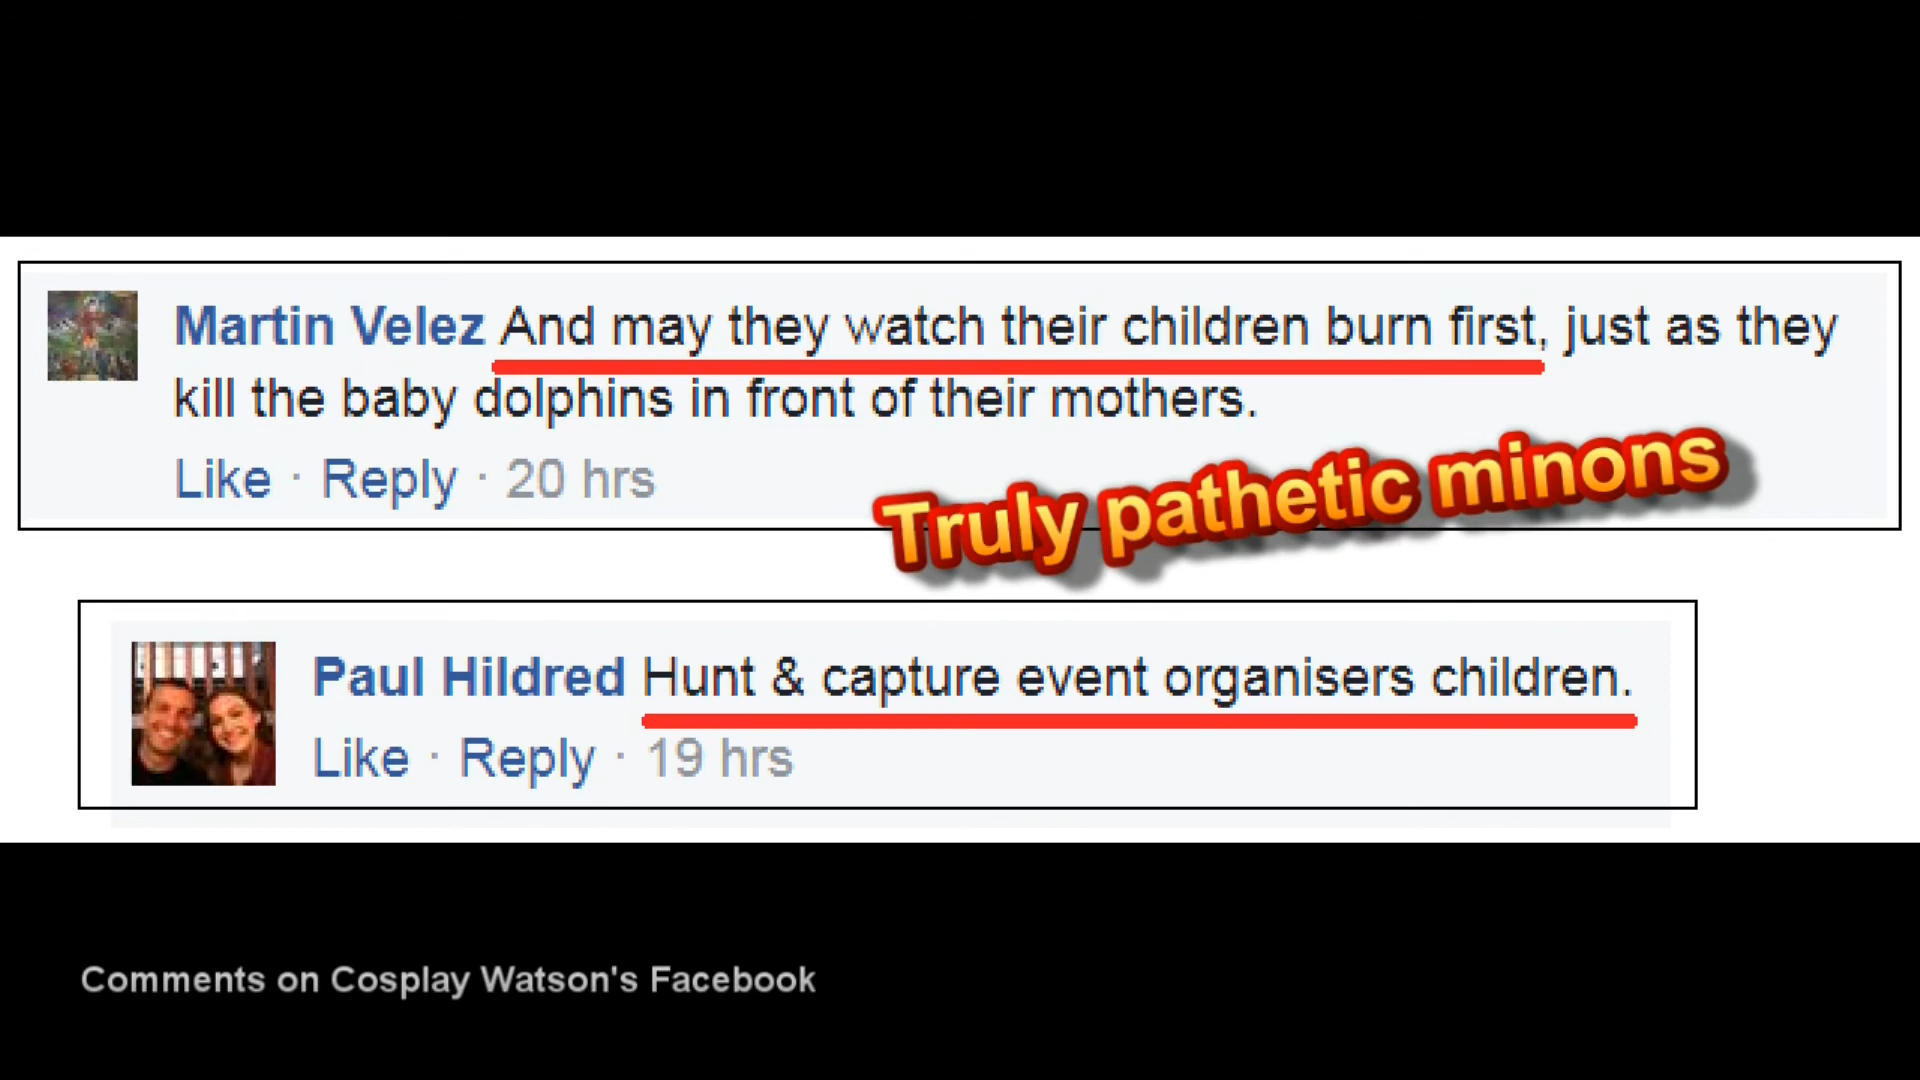 Martin Velez And may they watch their children burn first, just as they
kill the baby dolphins in front of their mothers.
Like · Reply · 20 hrs
Truly pathetic minons
Paul Hildred Hunt & capture event organisers children.
Like · Reply · 19 hrs
Comments on Cosplay Watson's Facebook